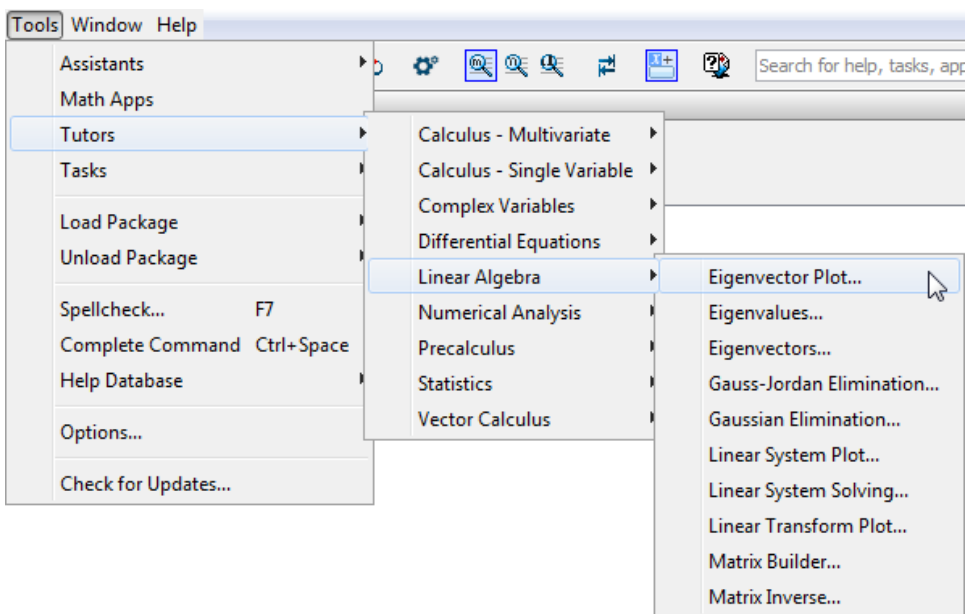 Tools Window Help
Assistants
Math Apps
Tutors
Tasks
Load Package
Unload Package
Spellcheck... F7
Complete Command Ctrl+Space
Help Database
Options...
Check for Updates...
Search for help, tasks, app
Calculus - Multivariate
Calculus - Single Variable
Complex Variables
Differential Equations
Linear Algebra
Numerical Analysis
Precalculus
Statistics
Vector Calculus
Eigenvector Plot...
Eigenvalues...
Eigenvectors...
Gauss-Jordan Elimination...
Gaussian Elimination...
Linear System Plot...
Linear System Solving...
Linear Transform Plot...
Matrix Builder...
Matrix Inverse...